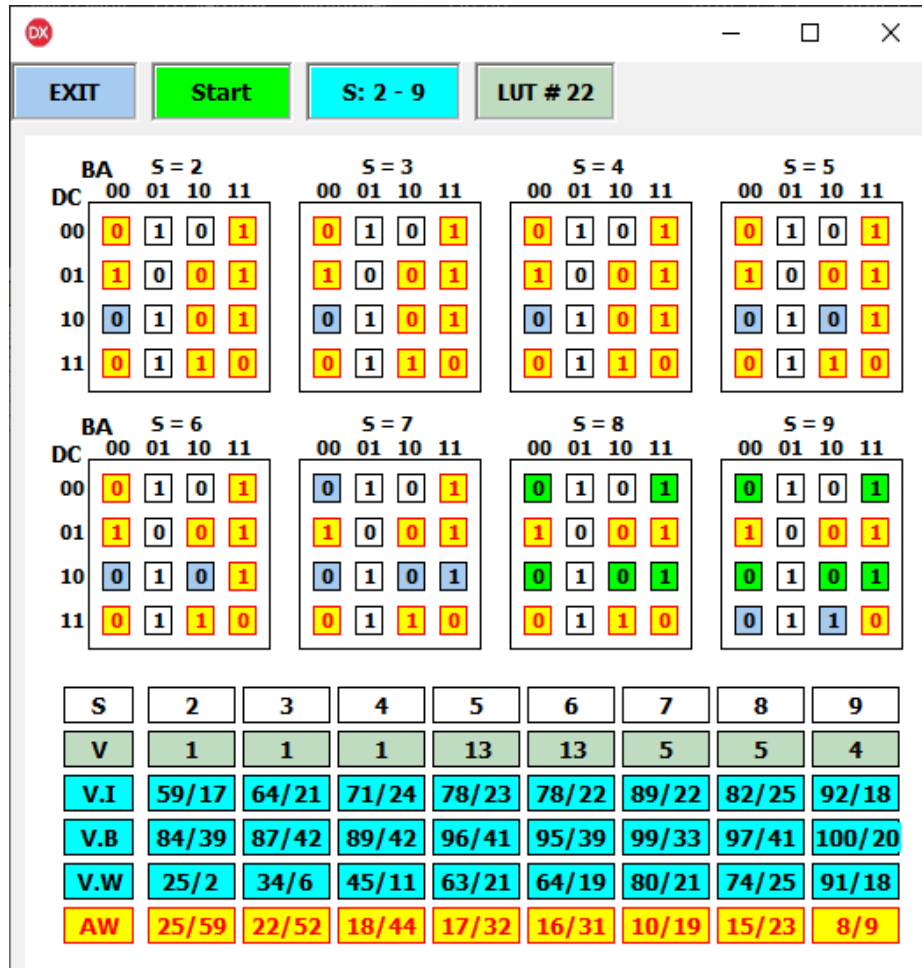 DX
EXIT Start S: 2 - 9 LUT # 22
BA S = 2 S = 3 S = 4 S = 5
DC 00 01 10 11 00 01 10 11 00 01 10 11 00 01 10 11
00 0 1 0 1 0 1 0 1 0 1 0 1 0 1 0 1
01 1 0 0 1 1 0 0 1 1 0 0 1 1 0 0 1
10 0 1 0 1 0 1 0 1 0 1 0 1 0 1 0 1
11 0 1 1 0 0 1 1 0 0 1 1 0 0 1 1 0
BA S = 6 S = 7 S = 8 S = 9
DC 00 01 10 11 00 01 10 11 00 01 10 11 00 01 10 11
00 0 1 0 1 0 1 0 1 0 1 0 1 0 1 0 1
01 1 0 0 1 1 0 0 1 1 0 0 1 1 0 0 1
10 0 1 0 1 0 1 0 1 0 1 0 1 0 1 0 1
11 0 1 1 0 0 1 1 0 0 1 1 0 0 1 1 0
S 2 3 4 5 6 7 8 9
V 1 1 1 13 13 5 5 4
V.I 59/17 64/21 71/24 78/23 78/22 89/22 82/25 92/18
V.B 84/39 87/42 89/42 96/41 95/39 99/33 97/41 100/20
V.W 25/2 34/6 45/11 63/21 64/19 80/21 74/25 91/18
AW 25/59 22/52 18/44 17/32 16/31 10/19 15/23 8/9